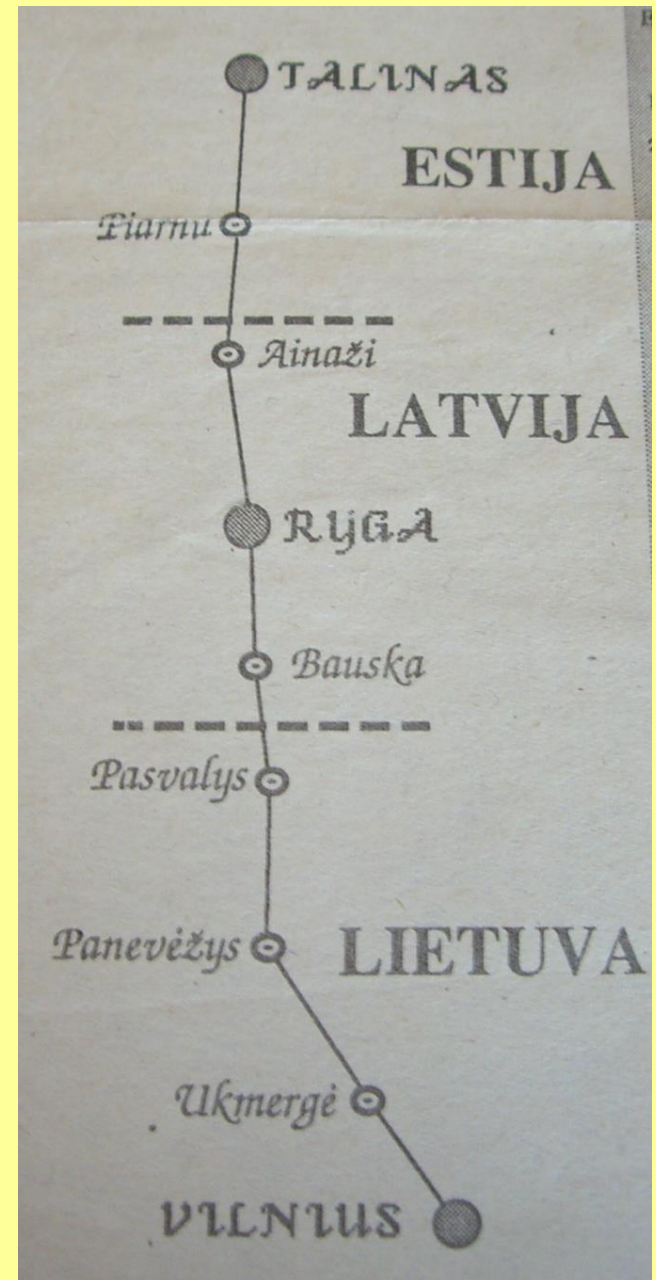 TALINAS
ESTIJA
Piarnu
Ainaži
LATVIJA
RYGA
Bauska
Pasvalys
Panevėžys
LIETUVA
Ukmergė
VILNIUS